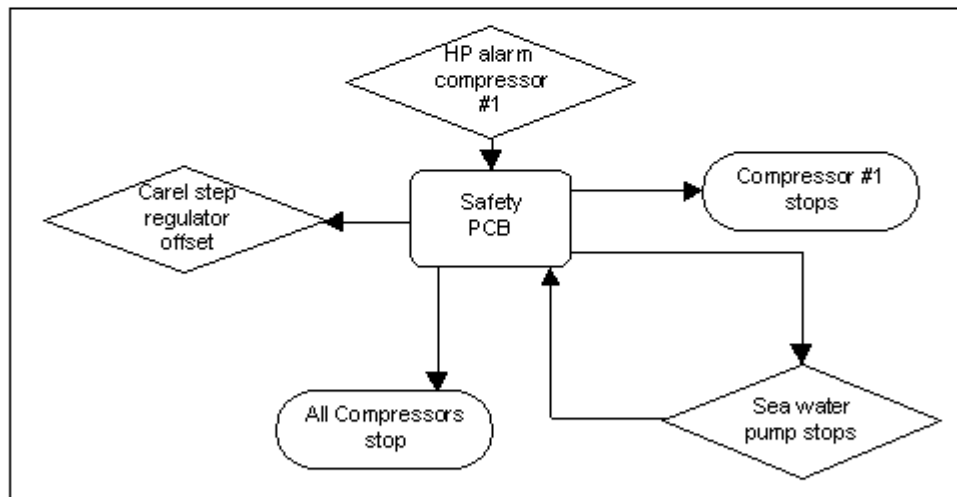 HP alarm
compressor
#1
Carel step
regulator
offset
Safety
PCB
Compressor #1
stops
All Compressors
stop
Sea water
pump stops